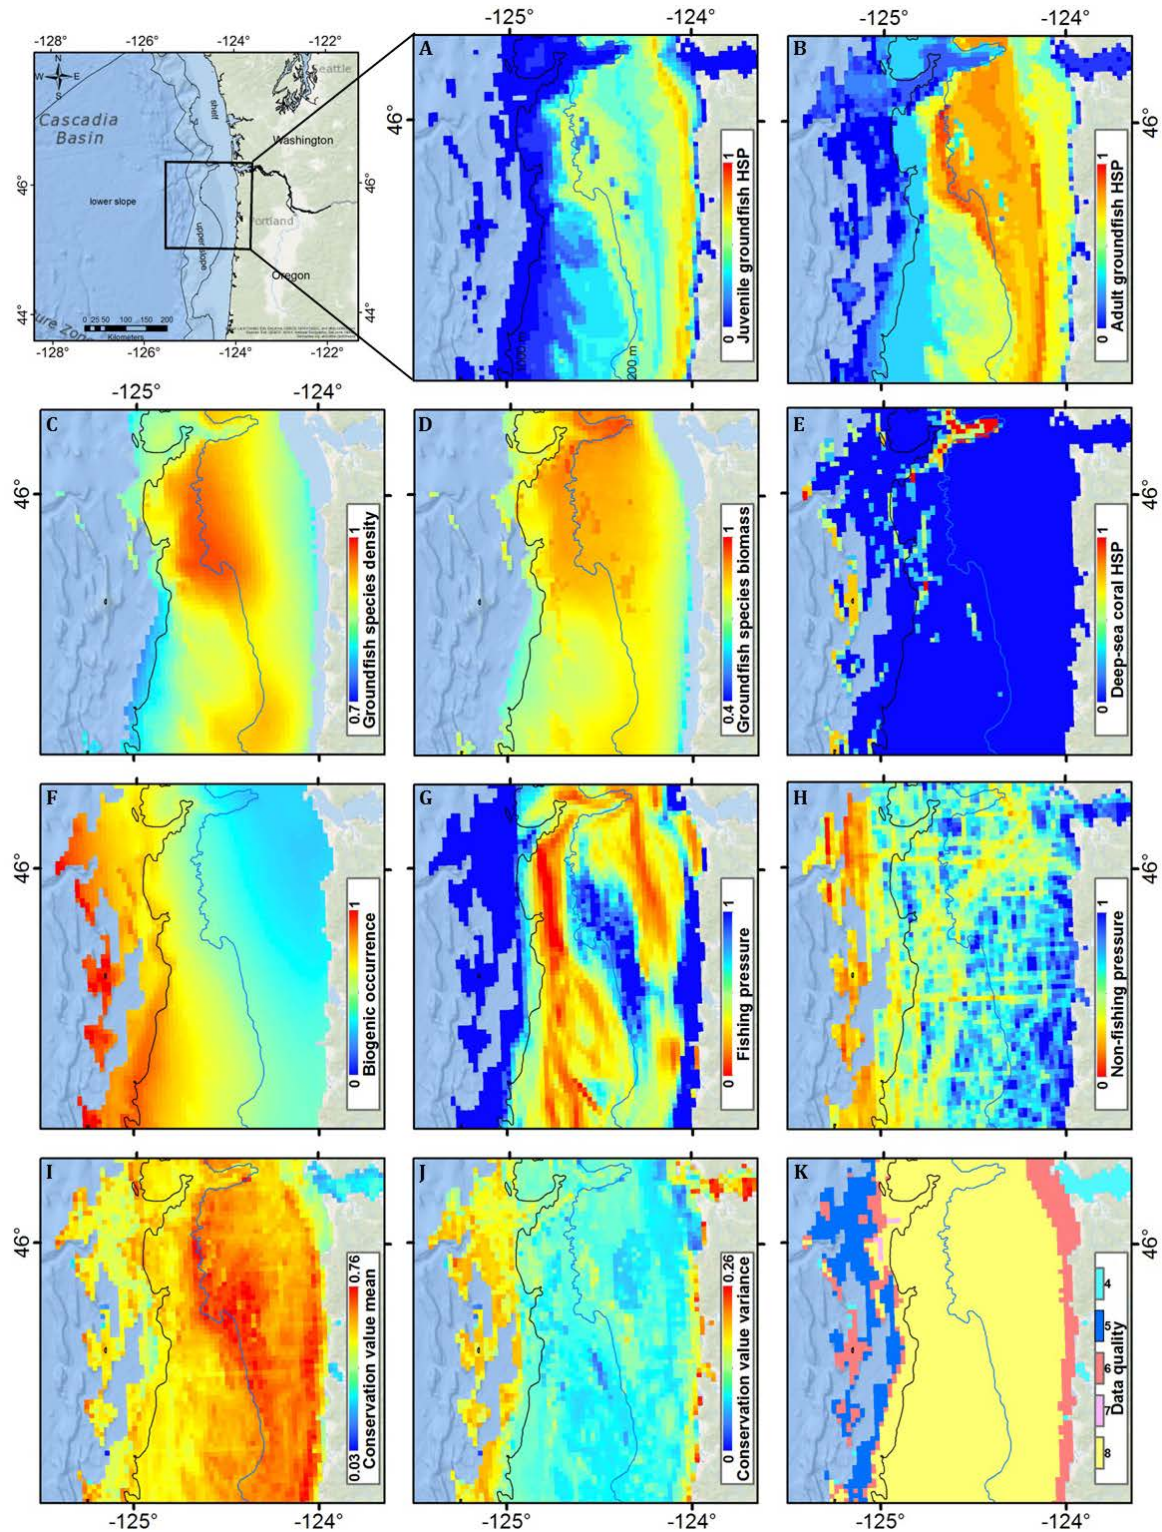 -128° -126° -124° -122°
N
W E
S
Seattle
Cascadia
Basin
shelf
Washington
46° 46°
lower slope
Portland
upper slope
Oregon
44° 44°
0 25 50 100 150 200
Kilometers
ure Zon
-128° -126° -124° -122°
-125° -124° -125° -124°
A
46°
0 1
Juvenile groundfish HSP
1000 m
200 m
B
46°
0 1
Adult groundfish HSP
-125° -124°
C
46°
0.7 1
Groundfish species density
D
0.4 1
Groundfish species biomass
E
46°
0 1
Deep-sea coral HSP
F
46°
0 1
Biogenic occurrence
G
0 1
Fishing pressure
H
46°
0 1
Non-fishing pressure
I
46°
0.03 0.76
Conservation value mean
J
0 0.26
Conservation value variance
K
46°
8 7 6 5 4
Data quality
-125° -124° -125° -124° -125° -124°